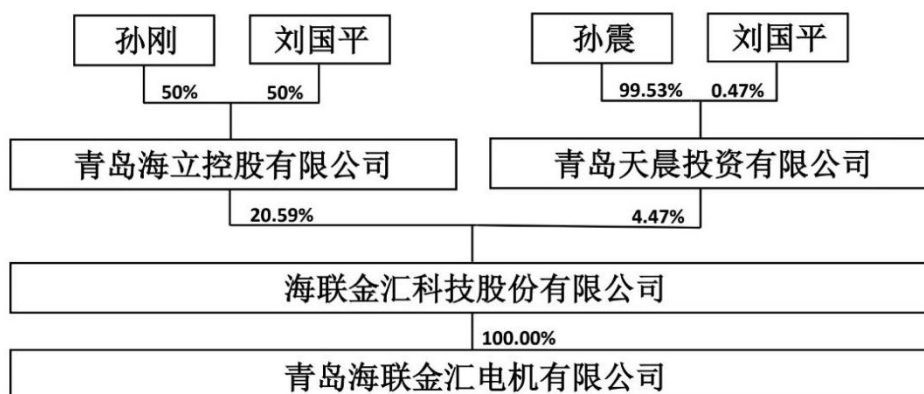 孙刚
刘国平
孙震
刘国平
50%
50%
99.53%
0.47%
青岛海立控股有限公司
青岛天晨投资有限公司
20.59%
4.47%
海联金汇科技股份有限公司
100.00%
青岛海联金汇电机有限公司